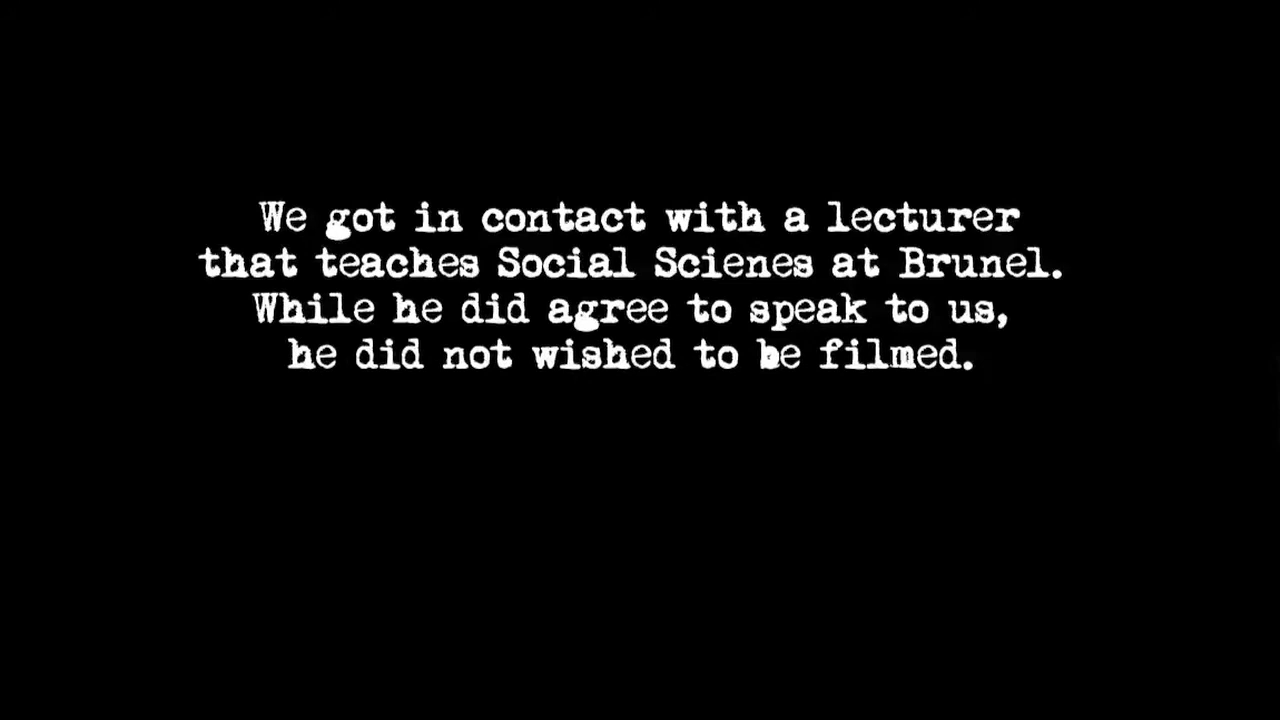 We got in contact with a lecturer
that teaches Social Scienes at Brunel.
While he did agree to speak to us,
he did not wished to be filmed.